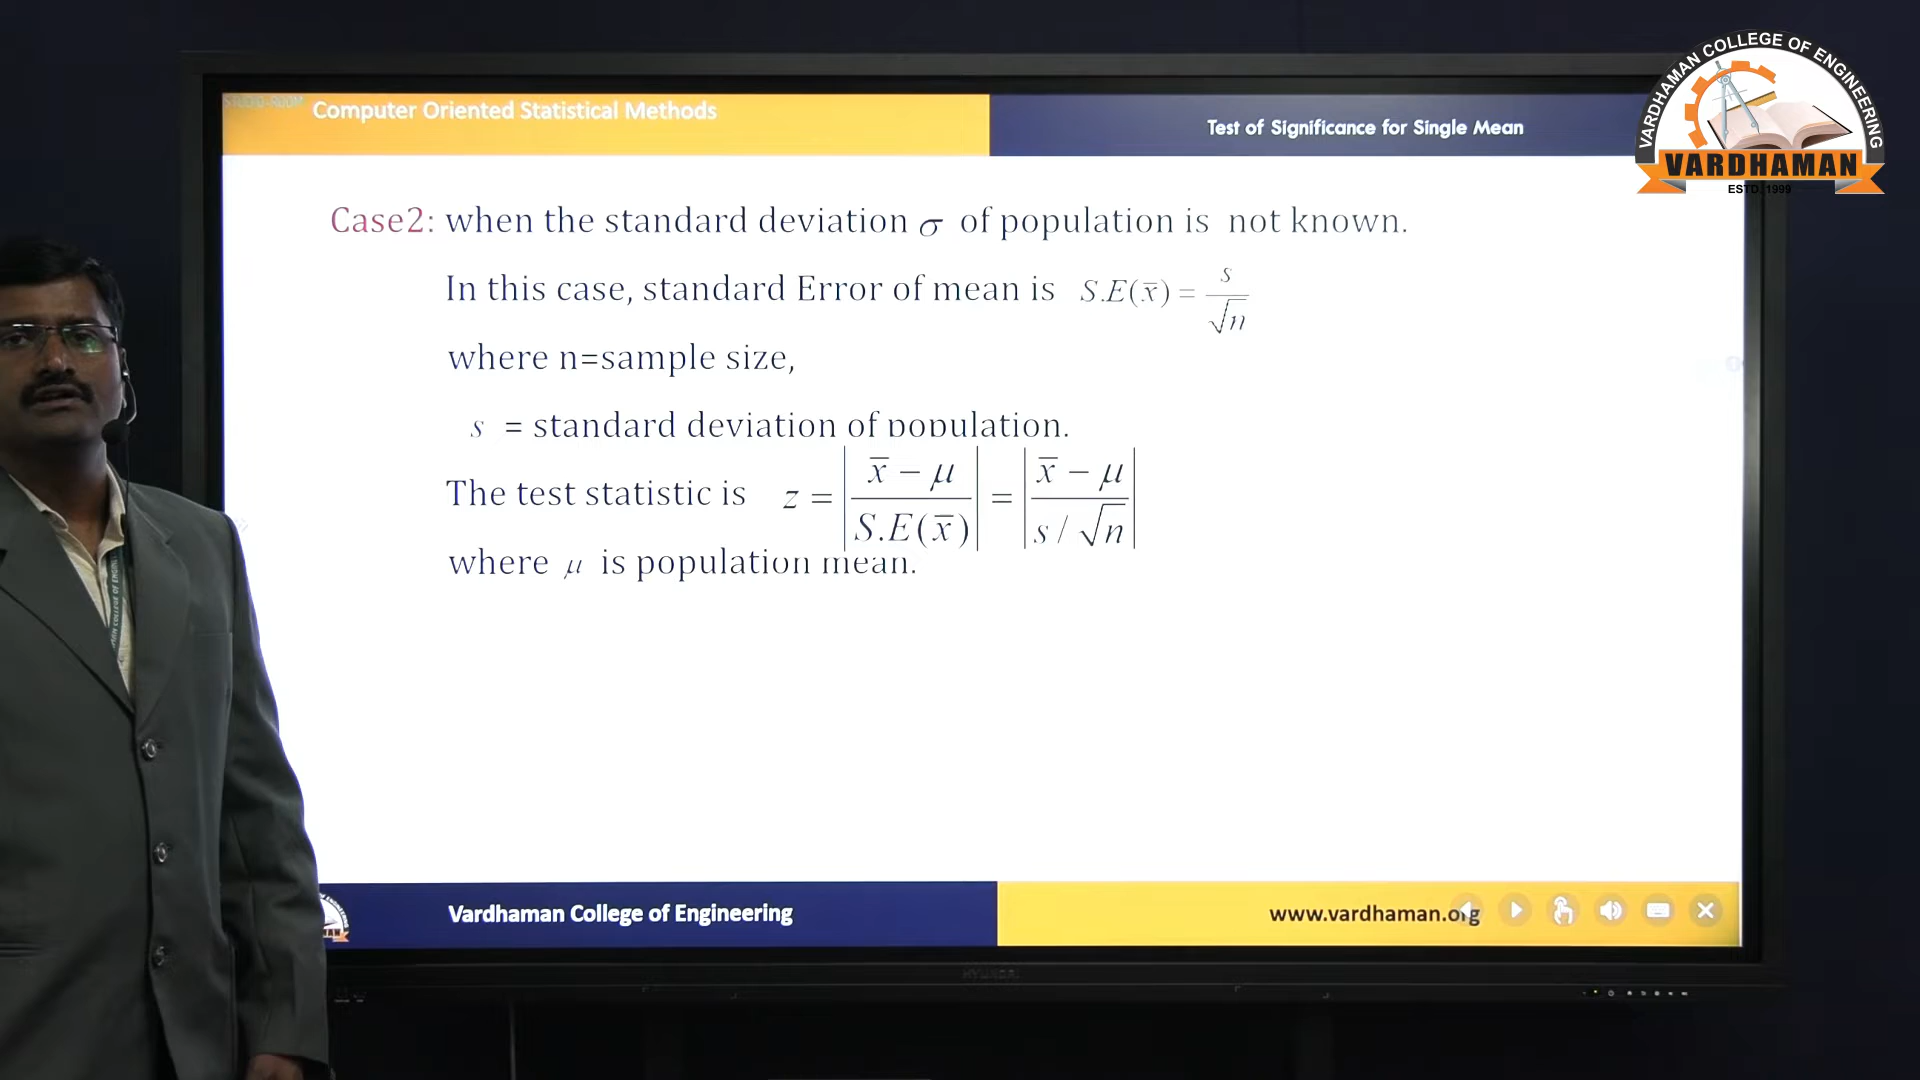 STUDIO-ROOM
Computer Oriented Statistical Methods
Test of Significance for Single Mean
VARDHAMAN COLLEGE OF ENGINEERING
VARDHAMAN
ESTD. 1999
Case2: when the standard deviation σ of population is not known.
In this case, standard Error of mean is S.E(x̄) = s/√n
where n=sample size,
s = standard deviation of population.
The test statistic is z = |(x̄ − μ)/S.E(x̄)| = |(x̄ − μ)/(s / √n)|
where μ is population mean.
Vardhaman College of Engineering
www.vardhaman.org
HYUNDAI